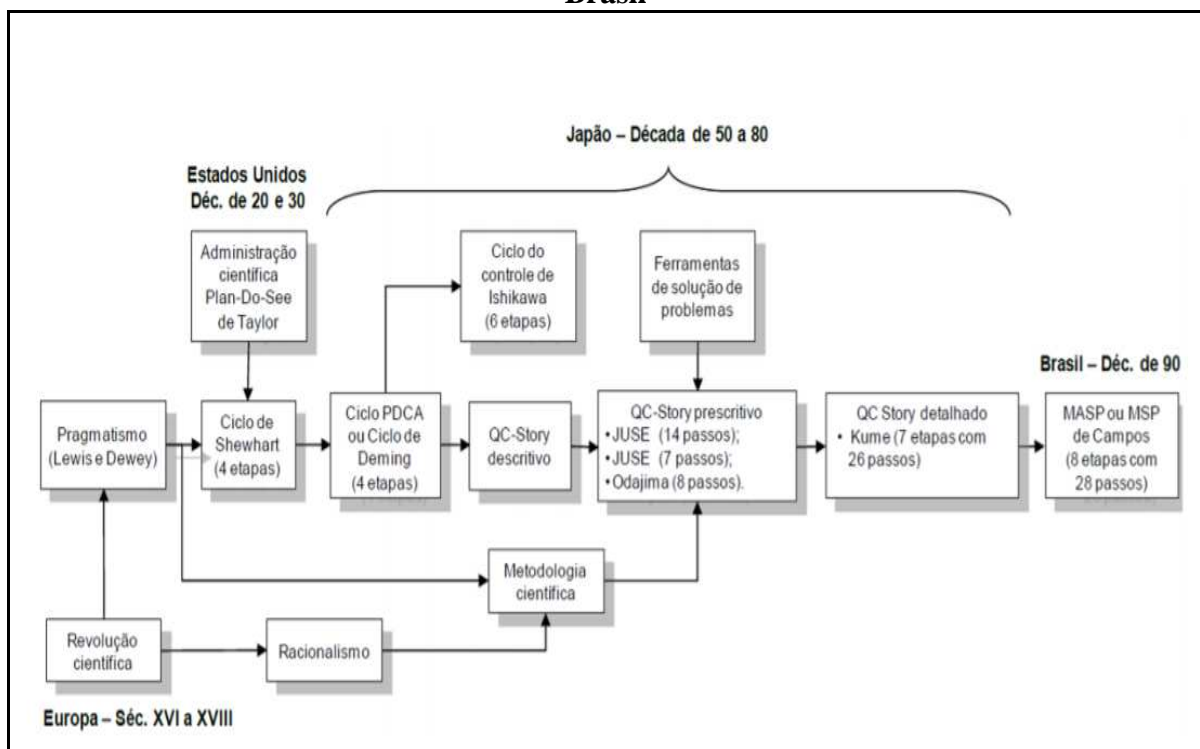 Brasil
Japão – Década de 50 a 80
Estados Unidos
Déc. de 20 e 30
Administração
científica
Plan-Do-See
de Taylor
Ciclo do
controle de
Ishikawa
(6 etapas)
Ferramentas
de solução de
problemas
Brasil – Déc. de 90
Pragmatismo
(Lewis e Dewey)
Ciclo de
Shewhart
(4 etapas)
Ciclo PDCA
ou Ciclo de
Deming
(4 etapas)
QC-Story
descritivo
QC-Story prescritivo
•JUSE (14 passos);
•JUSE (7 passos);
•Odajima (8 passos).
QC Story detalhado
• Kume (7 etapas com
26 passos)
MASP ou MSP
de Campos
(8 etapas com
28 passos)
Metodologia
científica
Revolução
científica
Racionalismo
Europa – Séc. XVI a XVIII